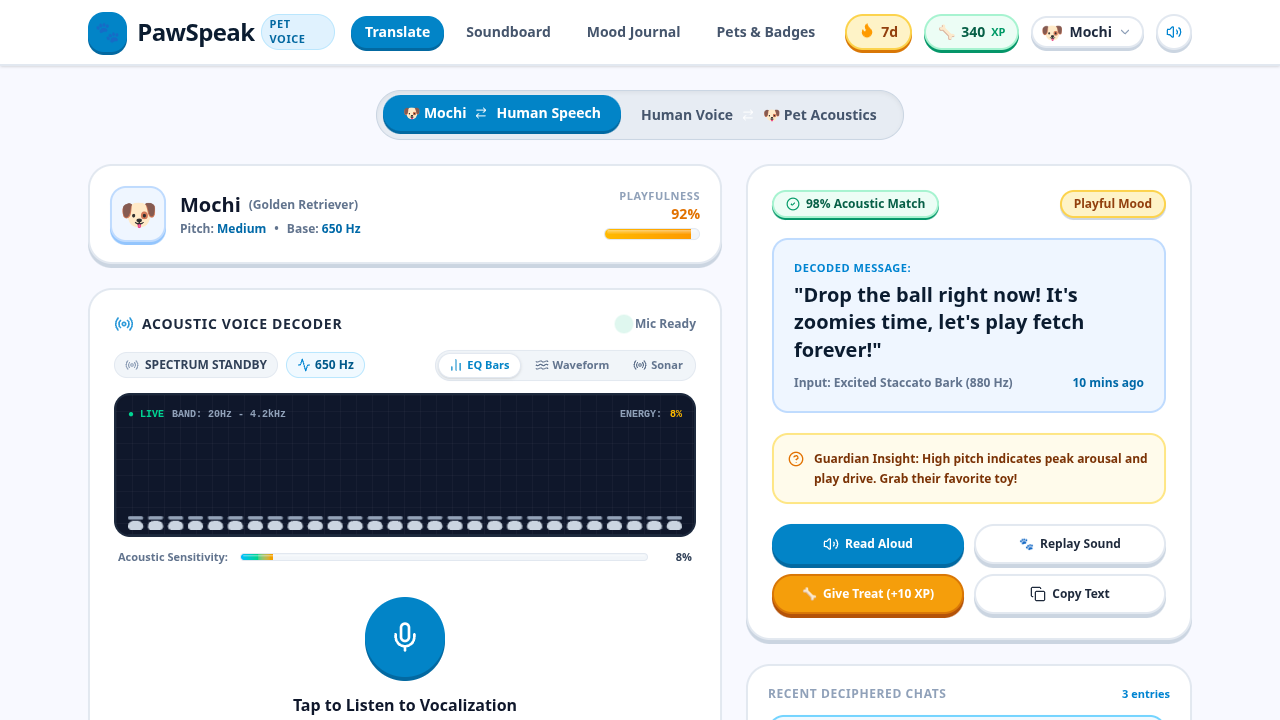 PawSpeak
PET
VOICE
Translate
Soundboard
Mood Journal
Pets & Badges
7d
340 XP
Mochi
Mochi Human Speech
Human Voice Pet Acoustics
Mochi (Golden Retriever)
Pitch: Medium • Base: 650 Hz
PLAYFULNESS
92%
ACOUSTIC VOICE DECODER
Mic Ready
SPECTRUM STANDBY
650 Hz
EQ Bars
Waveform
Sonar
● LIVE BAND: 20Hz - 4.2kHz
ENERGY: 8%
Acoustic Sensitivity:
8%
Tap to Listen to Vocalization
98% Acoustic Match
Playful Mood
DECODED MESSAGE:
"Drop the ball right now! It's
zoomies time, let's play fetch
forever!"
Input: Excited Staccato Bark (880 Hz)
10 mins ago
Guardian Insight: High pitch indicates peak arousal and
play drive. Grab their favorite toy!
Read Aloud
Replay Sound
Give Treat (+10 XP)
Copy Text
RECENT DECIPHERED CHATS
3 entries